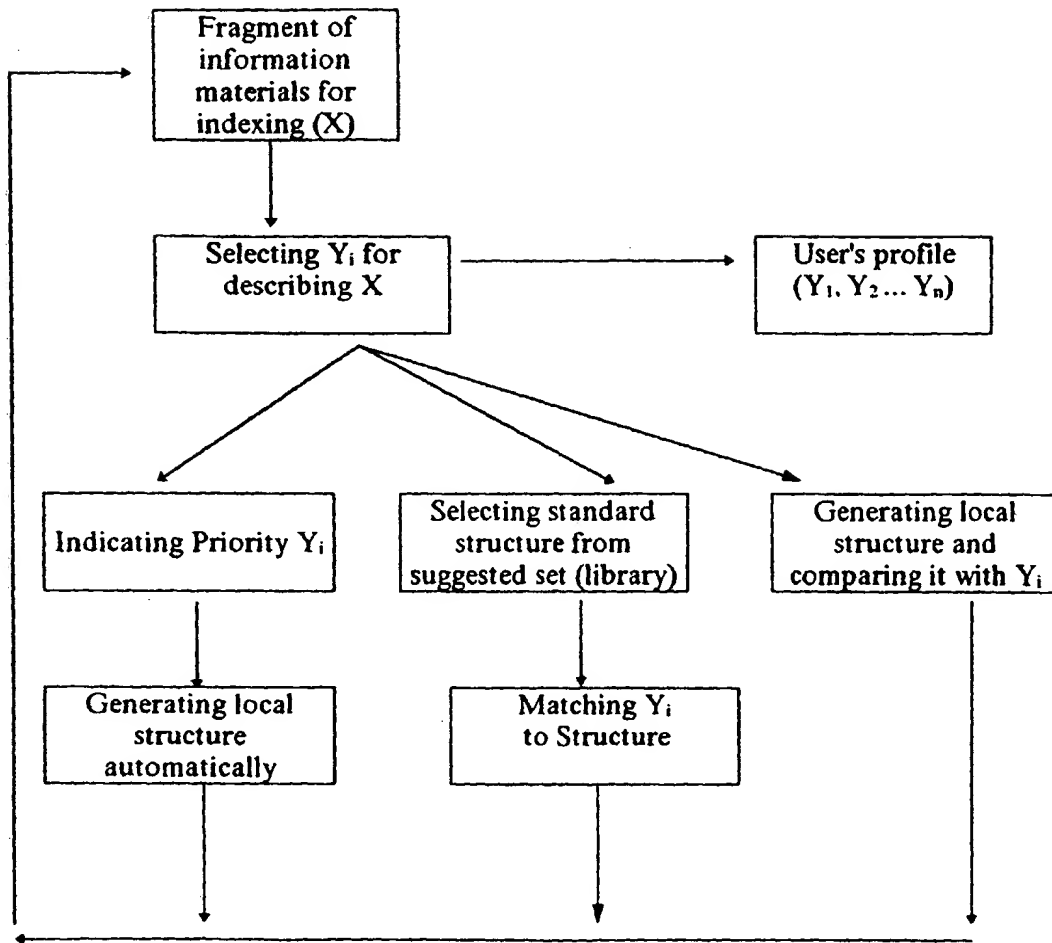 Fragment of
information
materials for
indexing (X)
Selecting Yᵢ for
describing X
User's profile
(Y₁, Y₂ ... Yₙ)
Indicating Priority Yᵢ
Selecting standard
structure from
suggested set (library)
Generating local
structure and
comparing it with Yᵢ
Generating local
structure
automatically
Matching Yᵢ
to Structure